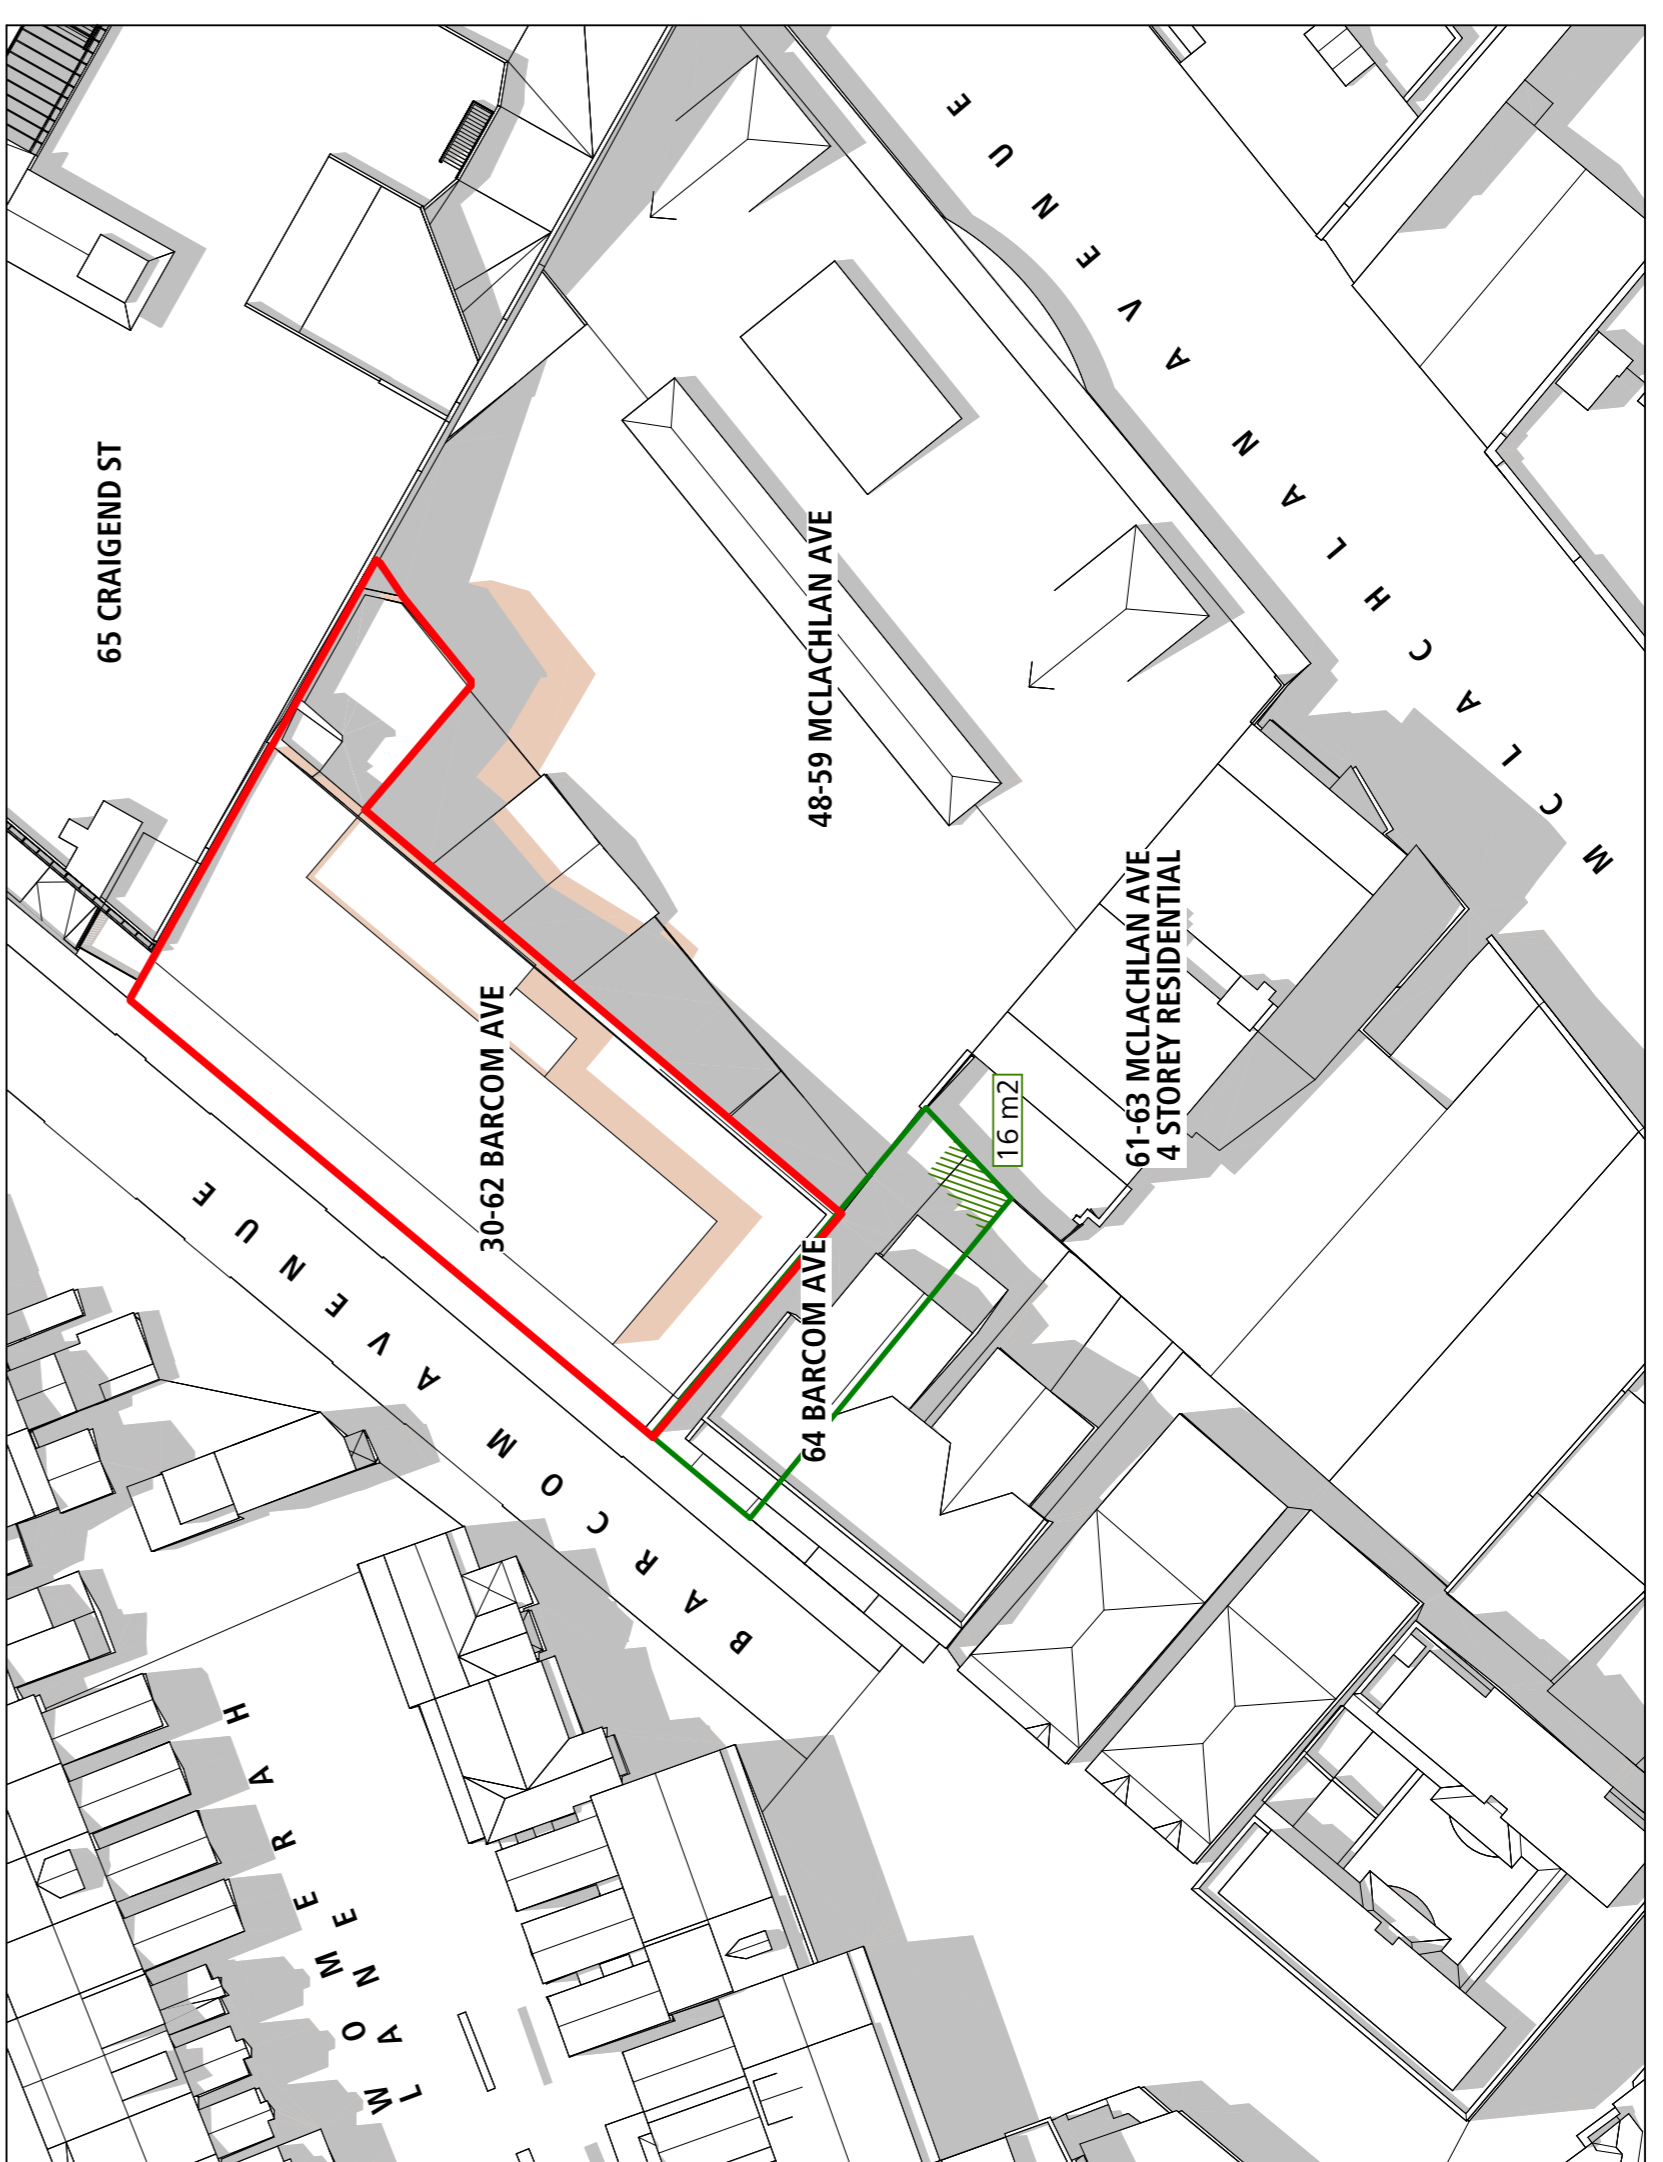 65 CRAIGEND ST
48-59 MCLACHLAN AVE
MCLACHLAN AVENUE
30-62 BARCOM AVE
61-63 MCLACHLAN AVE
4 STOREY RESIDENTIAL
16 m2
64 BARCOM AVE
BARCOM AVENUE
WOMEERAH
LANE